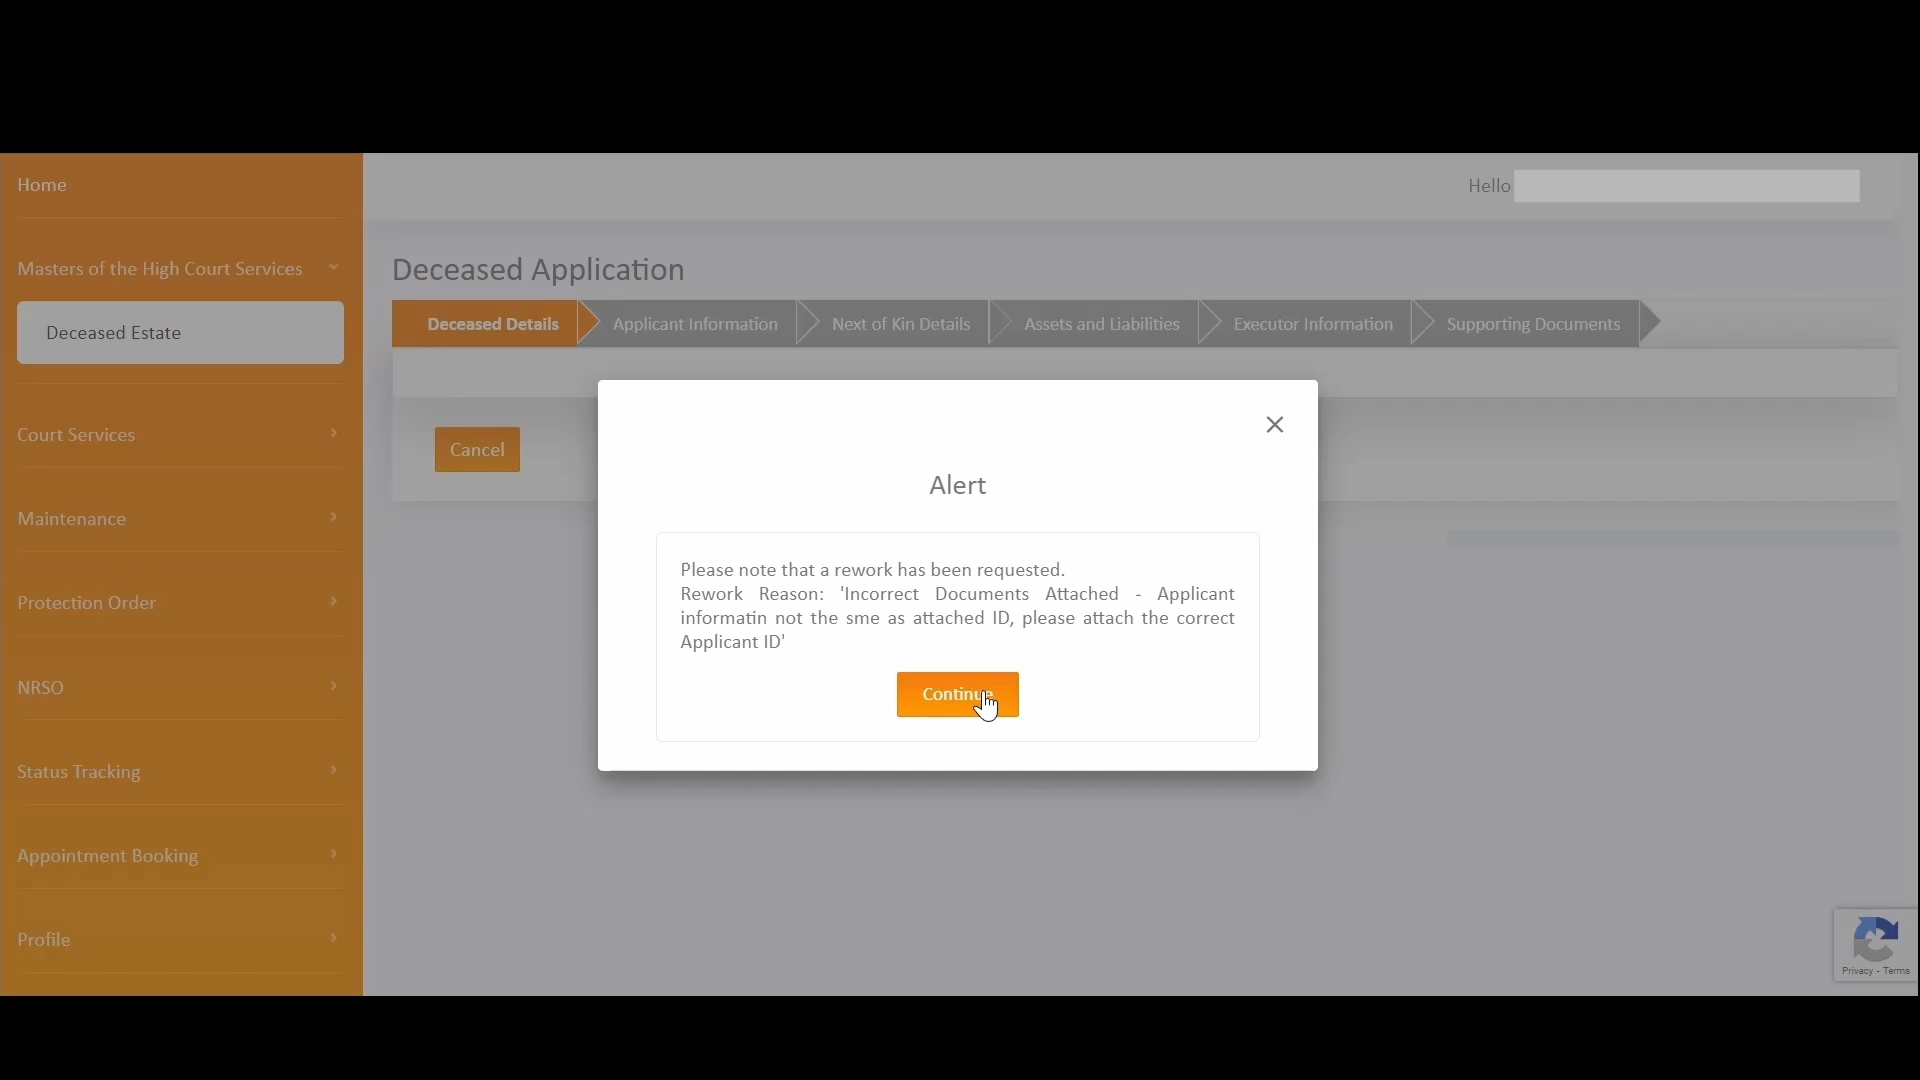 Home
Hello
Masters of the High Court Services
Deceased Estate
Court Services
Maintenance
Protection Order
NRSO
Status Tracking
Appointment Booking
Profile
Deceased Application
Deceased Details
Applicant Information
Next of Kin Details
Assets and Liabilities
Executor Information
Supporting Documents
Cancel
Alert
Please note that a rework has been requested.
Rework Reason: 'Incorrect Documents Attached - Applicant
informatin not the sme as attached ID, please attach the correct
Applicant ID'
Continue
Privacy - Terms